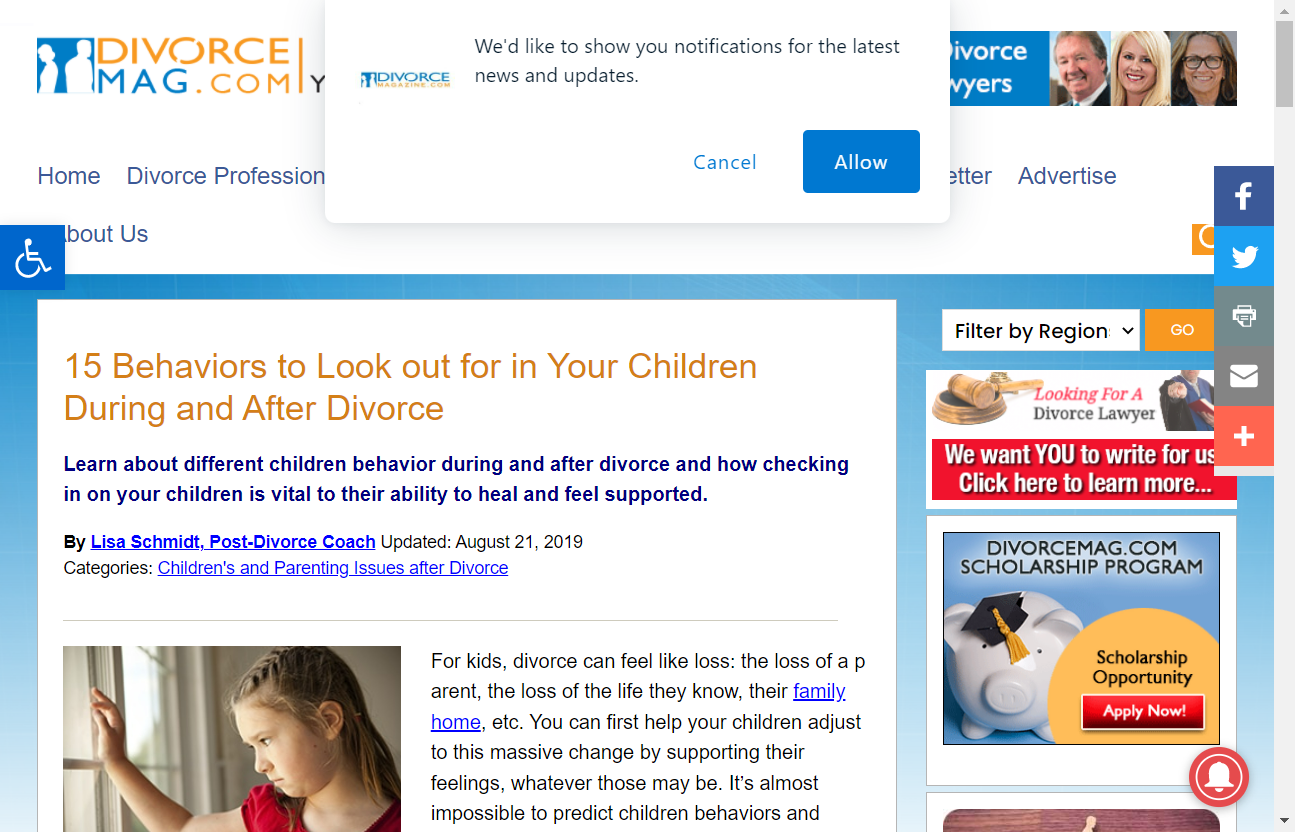 DIVORCE
MAG.COM
We'd like to show you notifications for the latest
news and updates.
DIVORCE
MAGAZINE.COM
Cancel
Allow
Home
Divorce
Advertise
About Us
15 Behaviors to Look out for in Your Children
During and After Divorce
Learn about different children behavior during and after divorce and how checking
in on your children is vital to their ability to heal and feel supported.
By Lisa Schmidt, Post-Divorce Coach Updated: August 21, 2019
Categories: Children's and Parenting Issues after Divorce
For kids, divorce can feel like loss: the loss of a p
arent, the loss of the life they know, their family
home, etc. You can first help your children adjust
to this massive change by supporting their
feelings, whatever those may be. It’s almost
impossible to predict children behaviors and
Filter by Region
GO
Looking For A
Divorce Lawyer
We want YOU to write for us
Click here to learn more...
DIVORCEMAG.COM
SCHOLARSHIP PROGRAM
Scholarship
Opportunity
Apply Now!